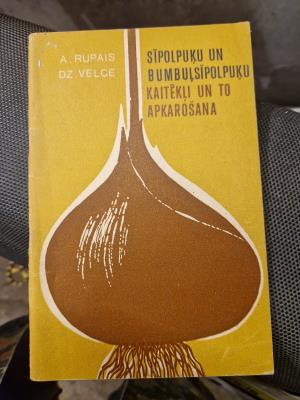 A. RUPAIS
DZ. VELCE
SĪPOLPUĶU UN
BUMBUĻSĪPOLPUĶU
KAITĒKĻI UN TO
APKAROŠANA